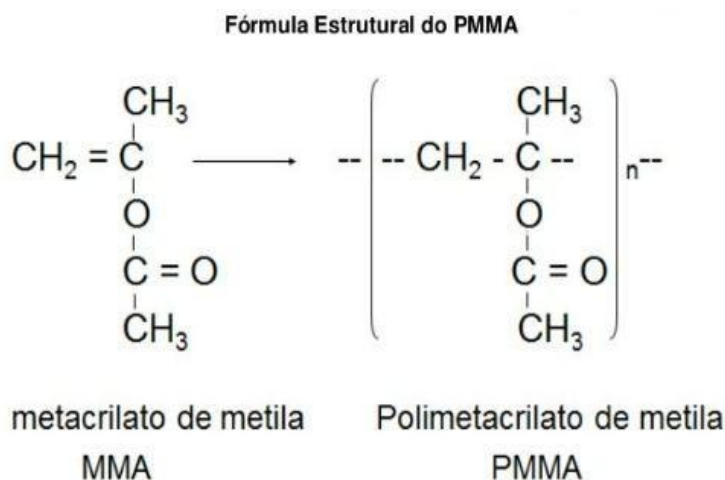 Fórmula Estrutural do PMMA
CH₃ CH₃
CH₂ = C -- -- CH₂ - C -- n--
O O
C = O C = O
CH₃ CH₃
metacrilato de metila Polimetacrilato de metila
MMA PMMA